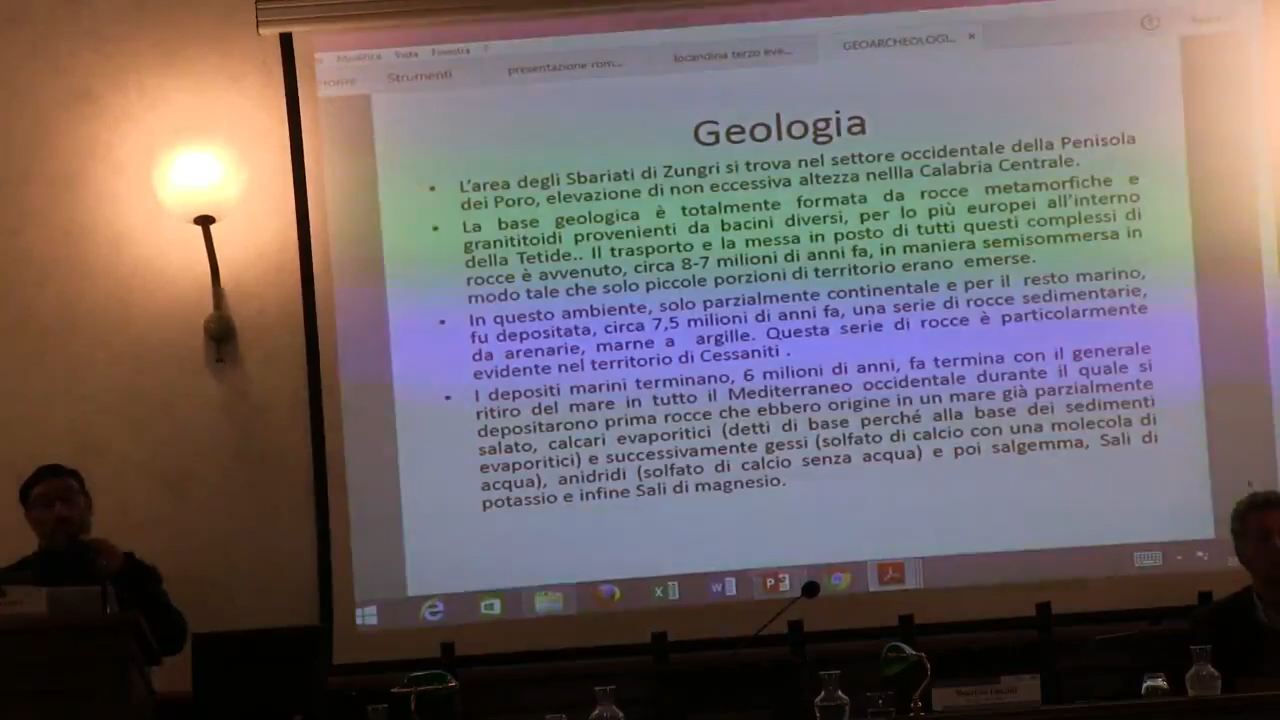 Modifica Vista Finestra ?
Home Strumenti presentazione rbm... locandina terzo eve... GEOARCHEOLOGI... ×
Geologia
• L'area degli Sbariati di Zungri si trova nel settore occidentale della Penisola
dei Poro, elevazione di non eccessiva altezza nellla Calabria Centrale.
• La base geologica è totalmente formata da rocce metamorfiche e
granititoidi provenienti da bacini diversi, per lo più europei all'interno
della Tetide.. Il trasporto e la messa in posto di tutti questi complessi di
rocce è avvenuto, circa 8-7 milioni di anni fa, in maniera semisommersa in
modo tale che solo piccole porzioni di territorio erano emerse.
• In questo ambiente, solo parzialmente continentale e per il resto marino,
fu depositata, circa 7,5 milioni di anni fa, una serie di rocce sedimentarie,
da arenarie, marne a argille. Questa serie di rocce è particolarmente
evidente nel territorio di Cessaniti .
• I depositi marini terminano, 6 milioni di anni, fa termina con il generale
ritiro del mare in tutto il Mediterraneo occidentale durante il quale si
depositarono prima rocce che ebbero origine in un mare già parzialmente
salato, calcari evaporitici (detti di base perché alla base dei sedimenti
evaporitici) e successivamente gessi (solfato di calcio con una molecola di
acqua), anidridi (solfato di calcio senza acqua) e poi salgemma, Sali di
potassio e infine Sali di magnesio.